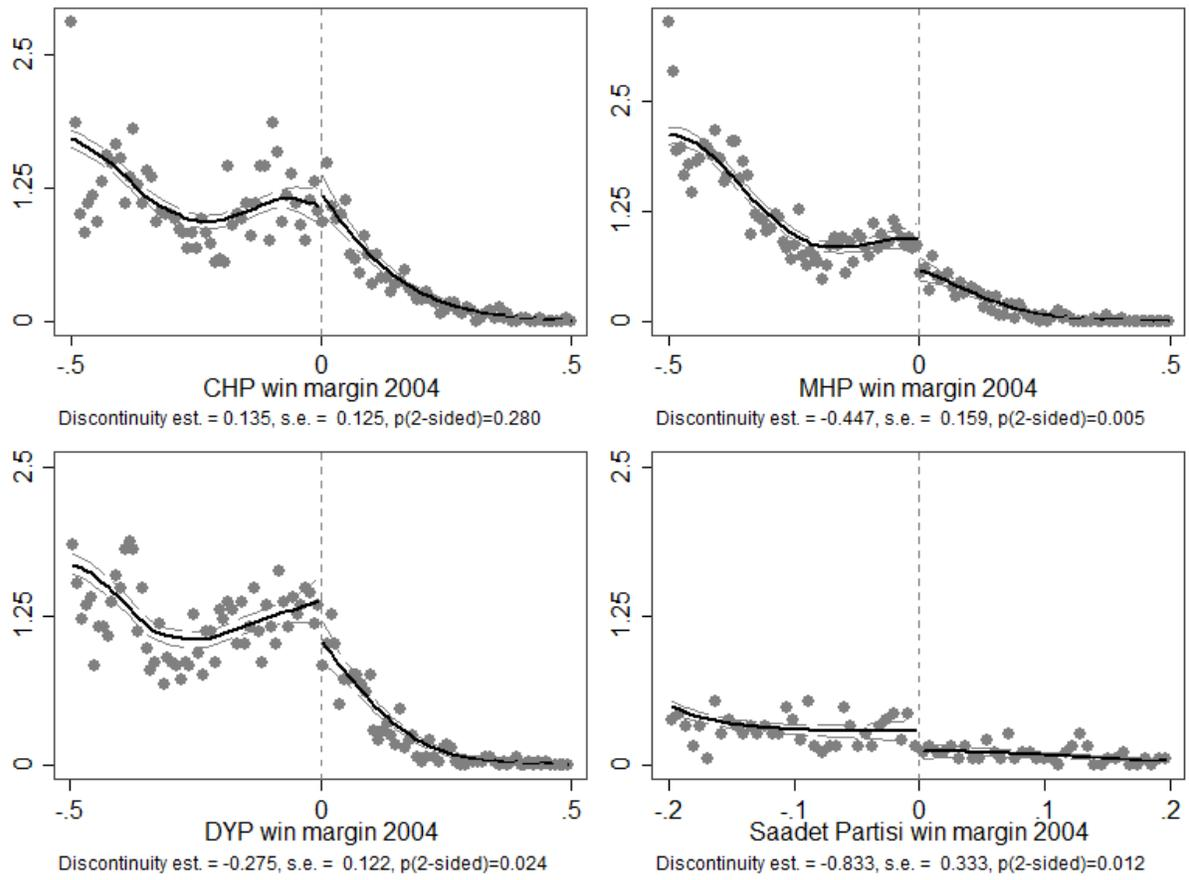 2.5
1.25
0
-.5 0 .5
CHP win margin 2004
Discontinuity est. = 0.135, s.e. = 0.125, p(2-sided)=0.280
2.5
1.25
0
-.5 0 .5
MHP win margin 2004
Discontinuity est. = -0.447, s.e. = 0.159, p(2-sided)=0.005
2.5
1.25
0
-.5 0 .5
DYP win margin 2004
Discontinuity est. = -0.275, s.e. = 0.122, p(2-sided)=0.024
2.5
1.25
0
-.2 -.1 0 .1 .2
Saadet Partisi win margin 2004
Discontinuity est. = -0.833, s.e. = 0.333, p(2-sided)=0.012